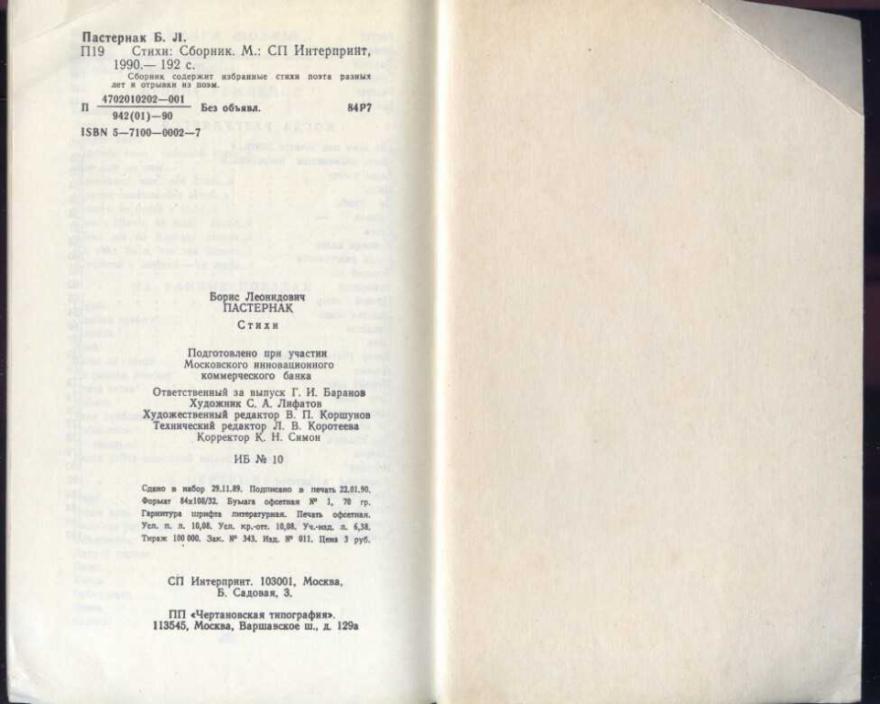 Пастернак Б. Л.
П19 Стихи: Сборник. М.: СП Интерпринт,
1990.— 192 с.
Сборник содержит избранные стихи поэта разных
лет и отрывки из поэм.
П 4702010202—001 Без объявл. 84Р7
942(01)—90
ISBN 5—7100—0002—7
Борис Леонидович
ПАСТЕРНАК
Стихи
Подготовлено при участии
Московского инновационного
коммерческого банка
Ответственный за выпуск Г. И. Баранов
Художник С. А. Лифатов
Художественный редактор В. П. Коршунов
Технический редактор Л. В. Коротеева
Корректор К. Н. Симон
ИБ № 10
Сдано в набор 29.11.89. Подписано в печать 22.01.90.
Формат 84х108/32. Бумага офсетная № 1, 70 гр.
Гарнитура шрифта литературная. Печать офсетная.
Усл. п. л. 10,08. Усл. кр.-отт. 10,08. Уч.-изд. л. 6,38.
Тираж 100 000. Зак. № 343. Изд. № 011. Цена 3 руб.
СП Интерпринт. 103001, Москва,
Б. Садовая, 3.
ПП «Чертановская типография».
113545, Москва, Варшавское ш., д. 129а